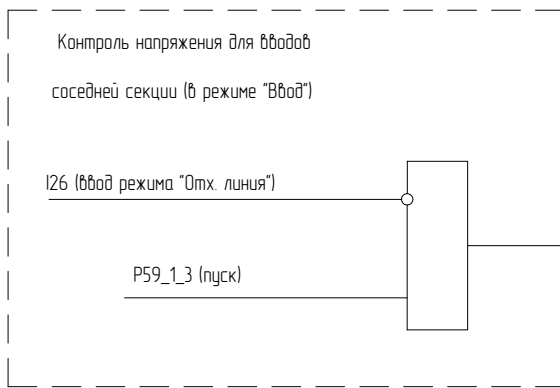 Контроль напряжения для вводов
соседней секции (в режиме "Ввод")
I26 (ввод режима "Отх. линия")
P59_1_3 (пуск)